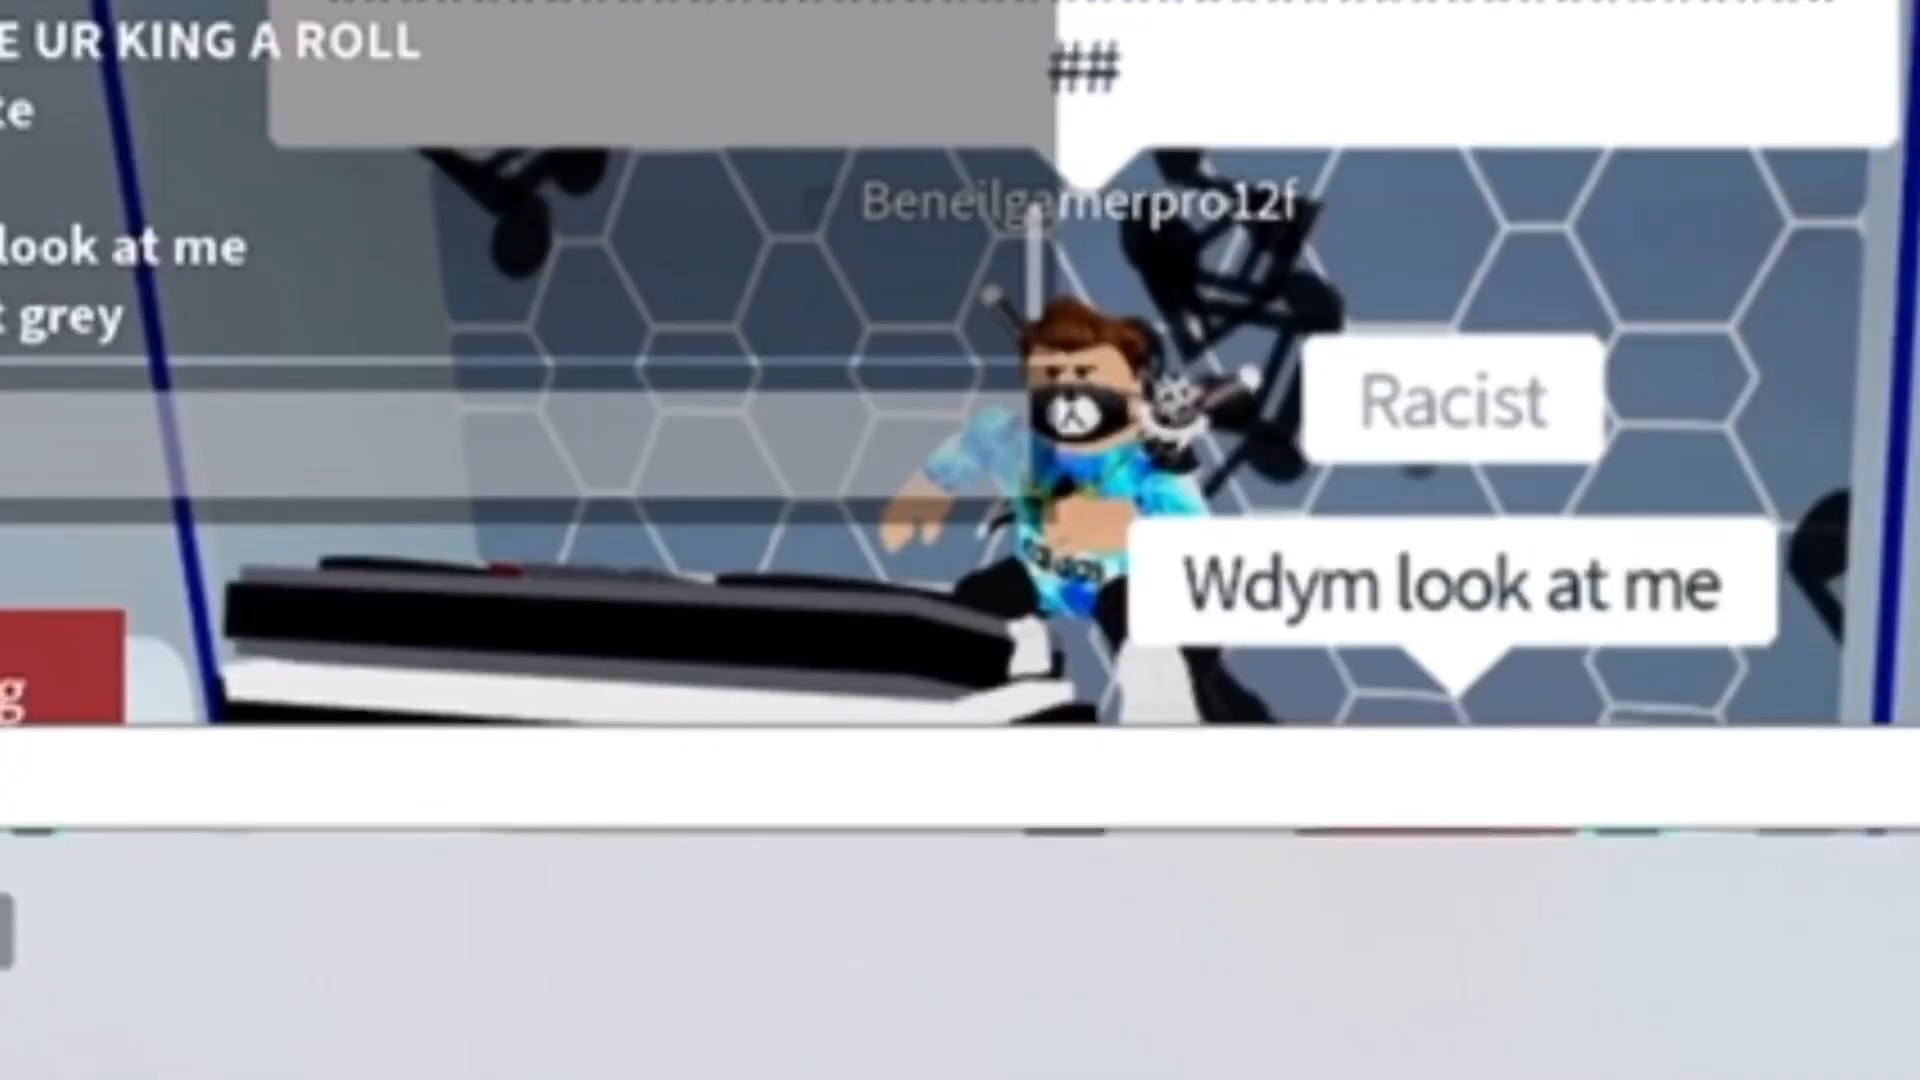 E UR KING A ROLL
te
look at me
t grey
##
Beneilgamerpro12f
Racist
Wdym look at me
g